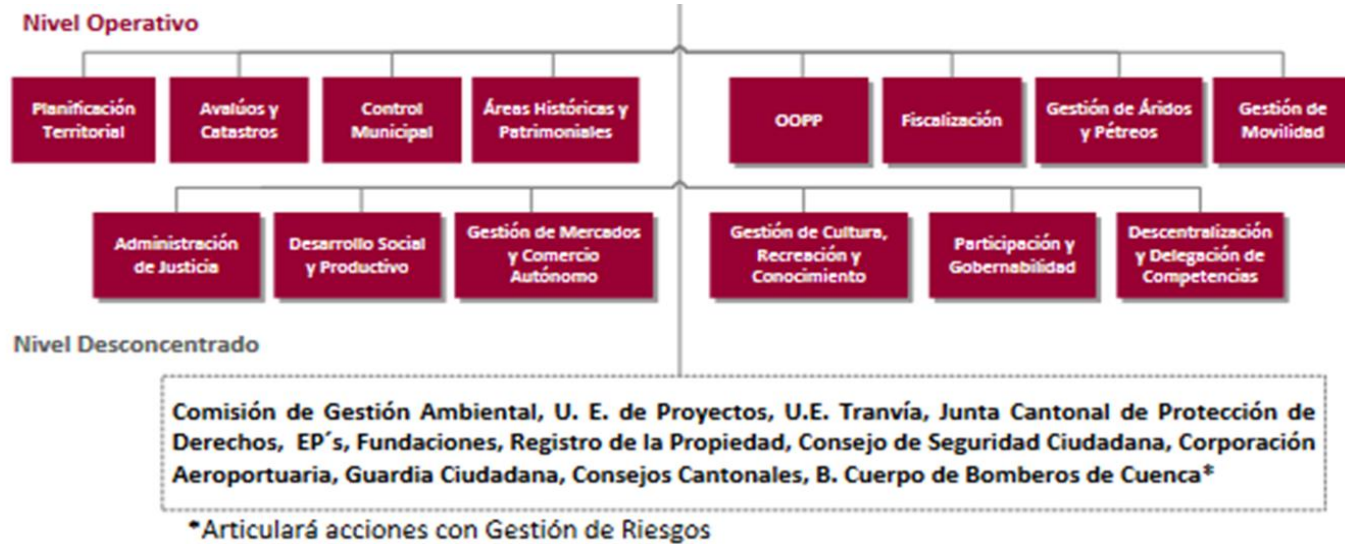 Nivel Operativo
Planificación
Territorial
Avalúos y
Catastros
Control
Municipal
Áreas Históricas y
Patrimoniales
OOPP
Fiscalización
Gestión de Áridos
y Pétreos
Gestión de
Movilidad
Administración
de Justicia
Desarrollo Social
y Productivo
Gestión de Mercados
y Comercio
Autónomo
Gestión de Cultura,
Recreación y
Conocimiento
Participación y
Gobernabilidad
Descentralización
y Delegación de
Competencias
Nivel Desconcentrado
Comisión de Gestión Ambiental, U. E. de Proyectos, U.E. Tranvía, Junta Cantonal de Protección de
Derechos, EP´s, Fundaciones, Registro de la Propiedad, Consejo de Seguridad Ciudadana, Corporación
Aeroportuaria, Guardia Ciudadana, Consejos Cantonales, B. Cuerpo de Bomberos de Cuenca*
*Articulará acciones con Gestión de Riesgos